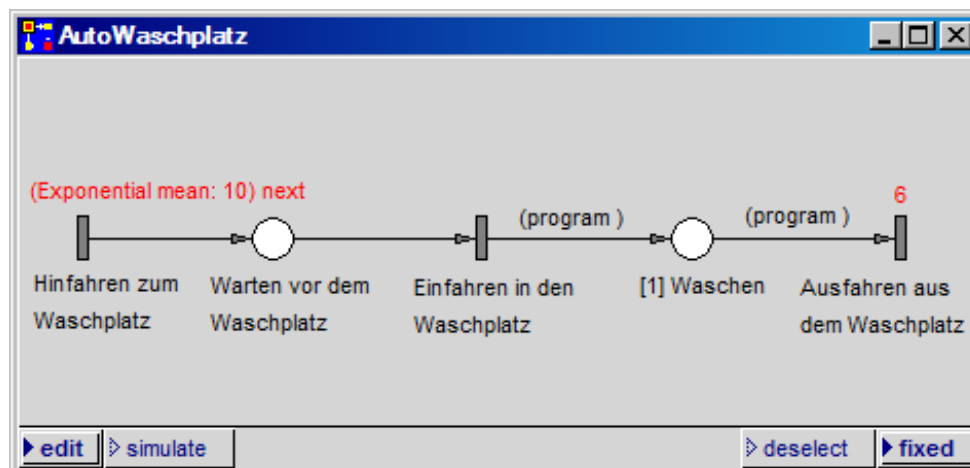 AutoWaschplatz
(Exponential mean: 10) next
6
(program )
(program )
Hinfahren zum
Waschplatz
Warten vor dem
Waschplatz
Einfahren in den
Waschplatz
[1] Waschen
Ausfahren aus
dem Waschplatz
edit
simulate
deselect
fixed